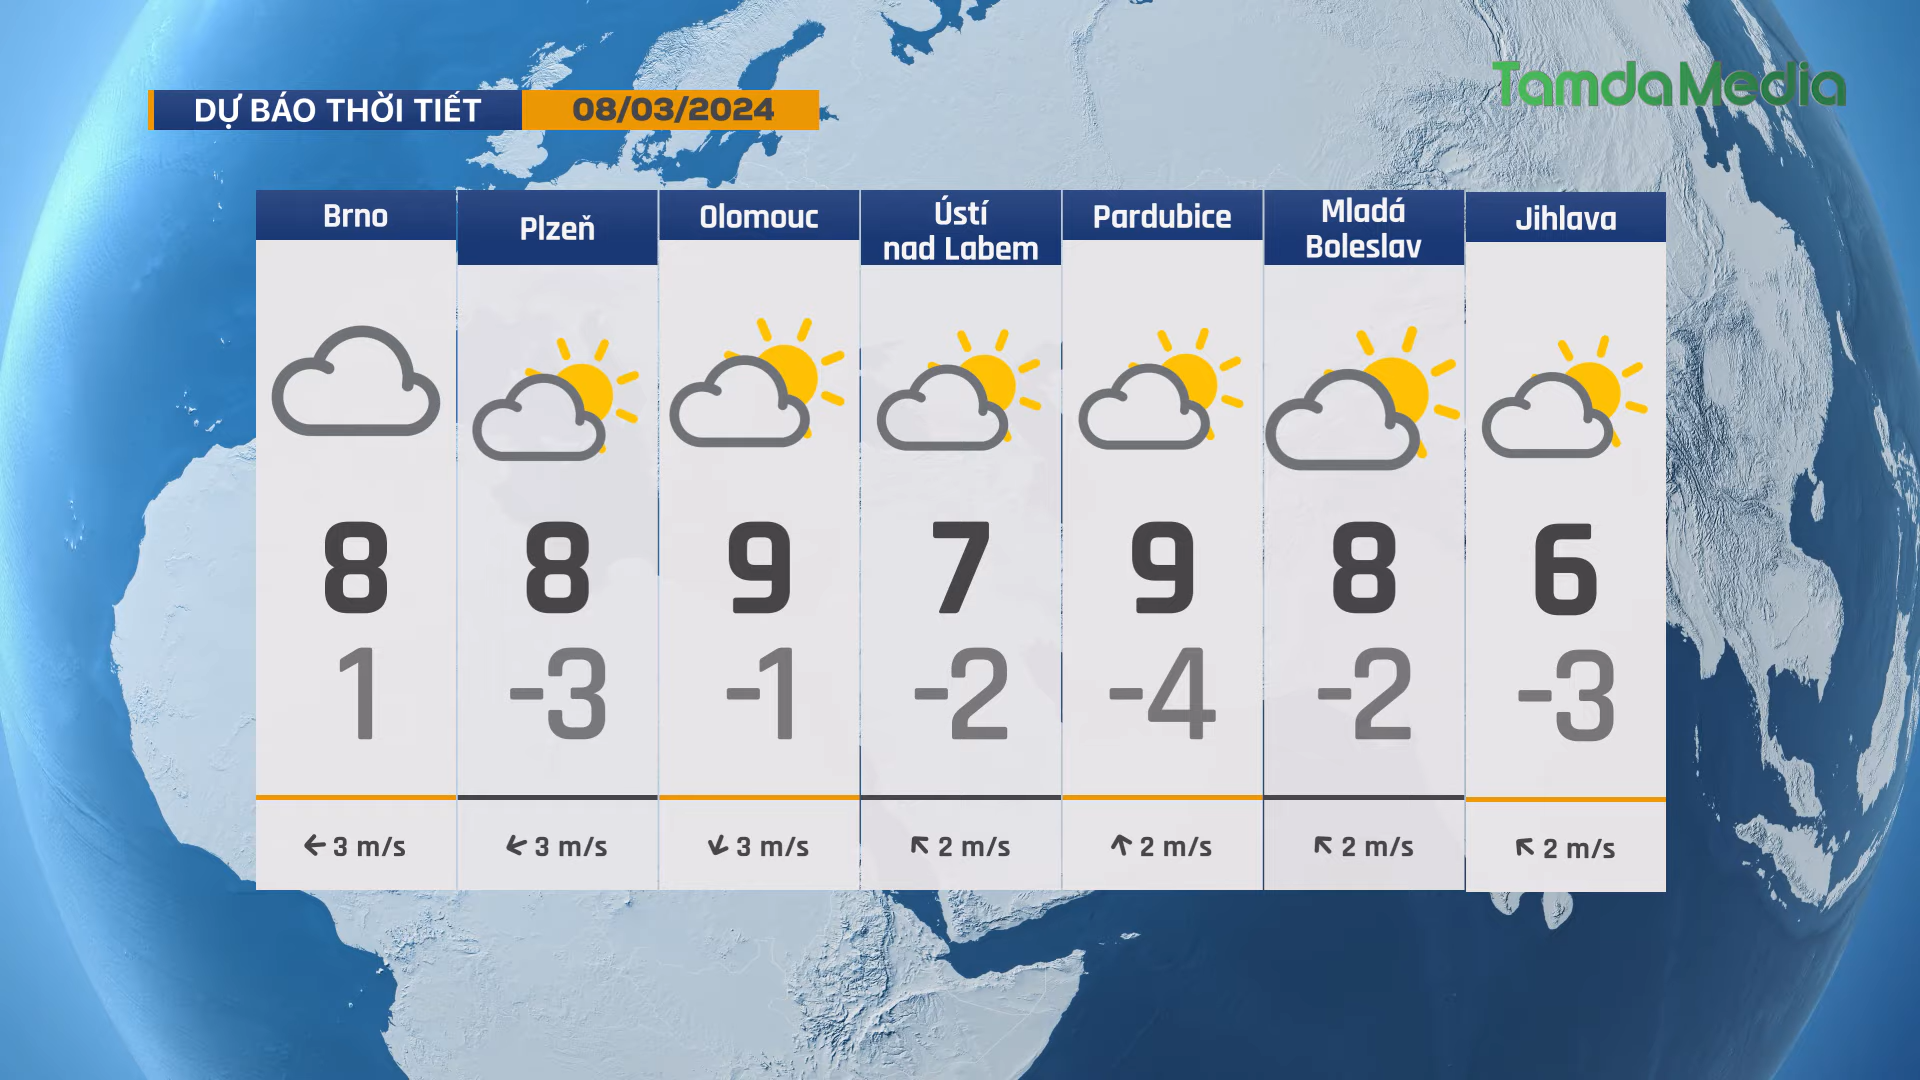 TamdaMedia
DỰ BÁO THỜI TIẾT 08/03/2024
Brno
8
1
3 m/s
Plzeň
8
-3
3 m/s
Olomouc
9
-1
3 m/s
Ústí
nad Labem
7
-2
2 m/s
Pardubice
9
-4
2 m/s
Mladá
Boleslav
8
-2
2 m/s
Jihlava
6
-3
2 m/s